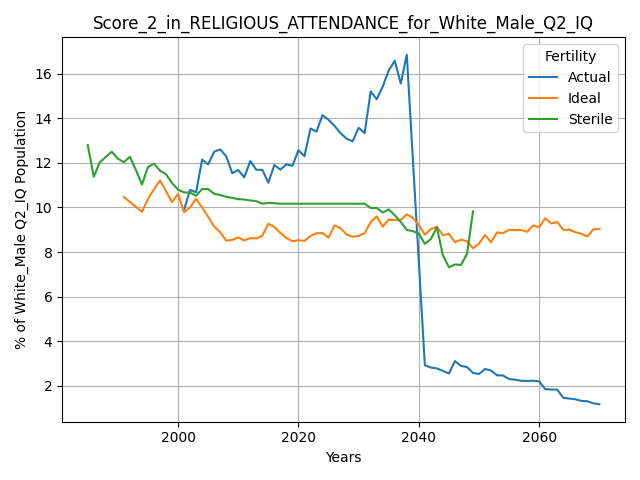 Score_2_in_RELIGIOUS_ATTENDANCE_for_White_Male_Q2_IQ
Fertility
Actual
Ideal
Sterile
% of White_Male Q2_IQ Population
16
14
12
10
8
6
4
2
2000
2020
2040
2060
Years